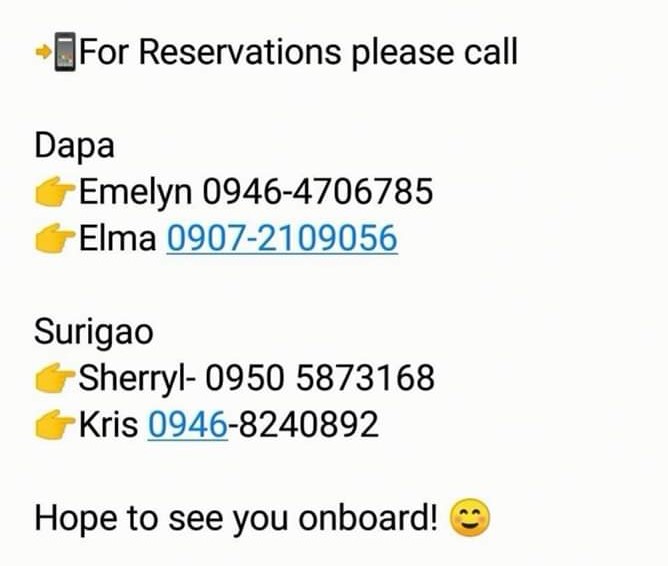 ➡📱For Reservations please call
Dapa
👉Emelyn 0946-4706785
👉Elma 0907-2109056
Surigao
👉Sherryl- 0950 5873168
👉Kris 0946-8240892
Hope to see you onboard! 😊